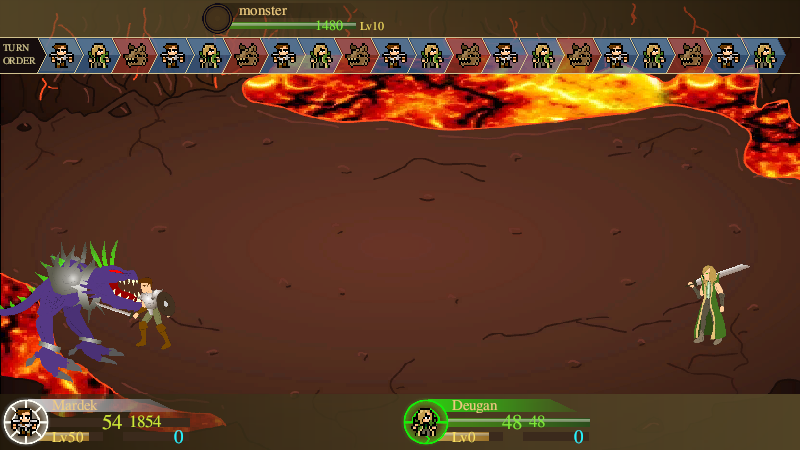 monster
1480 Lv10
TURN
ORDER
Mardek
54 1854
Lv50 0
Deugan
48 48
Lv0 0